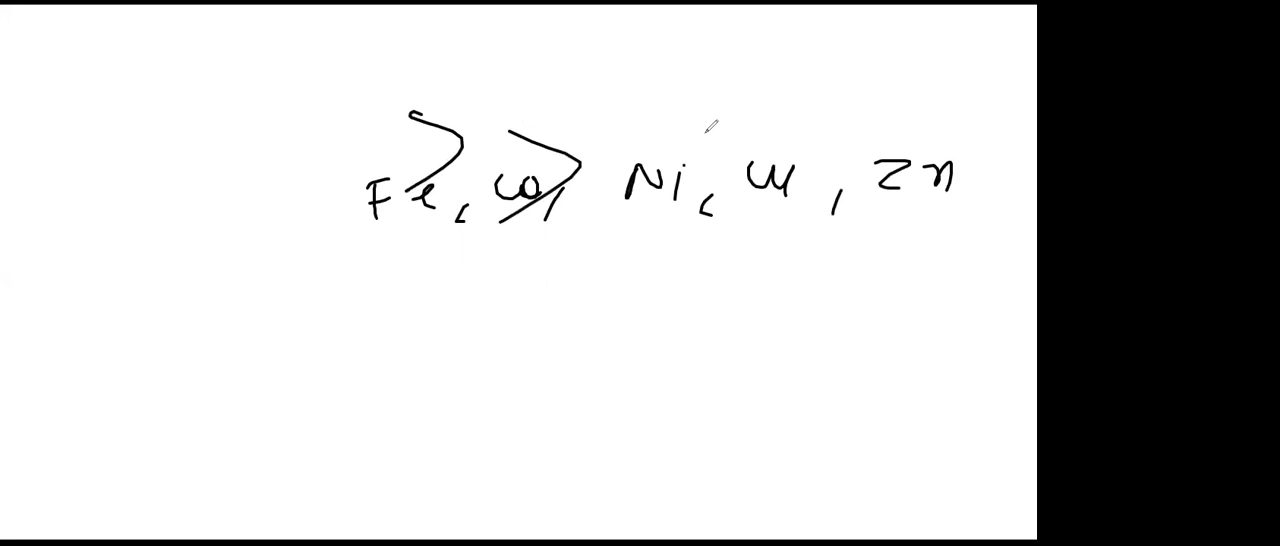 Fe, > Co, > Ni, Cu, Zn